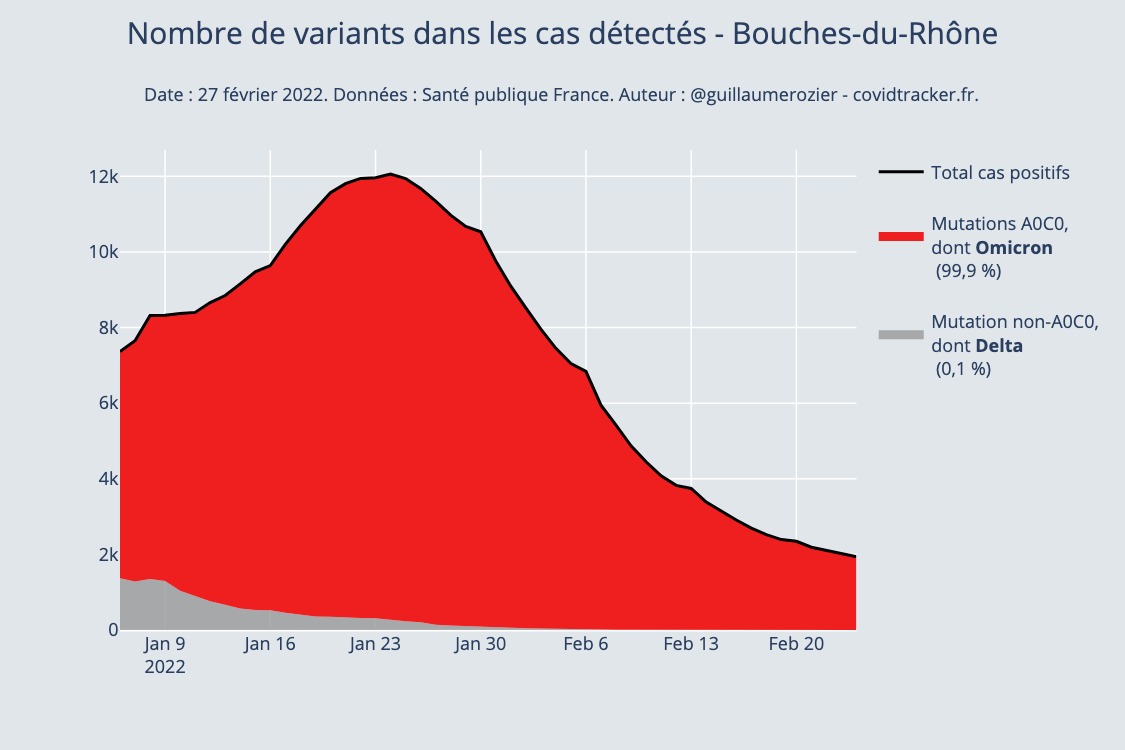 Nombre de variants dans les cas détectés - Bouches-du-Rhône
Date : 27 février 2022. Données : Santé publique France. Auteur : @guillaumerozier - covidtracker.fr.
12k
10k
8k
6k
4k
2k
0
Jan 9
2022
Jan 16
Jan 23
Jan 30
Feb 6
Feb 13
Feb 20
Total cas positifs
Mutations A0C0,
dont Omicron
(99,9 %)
Mutation non-A0C0,
dont Delta
(0,1 %)